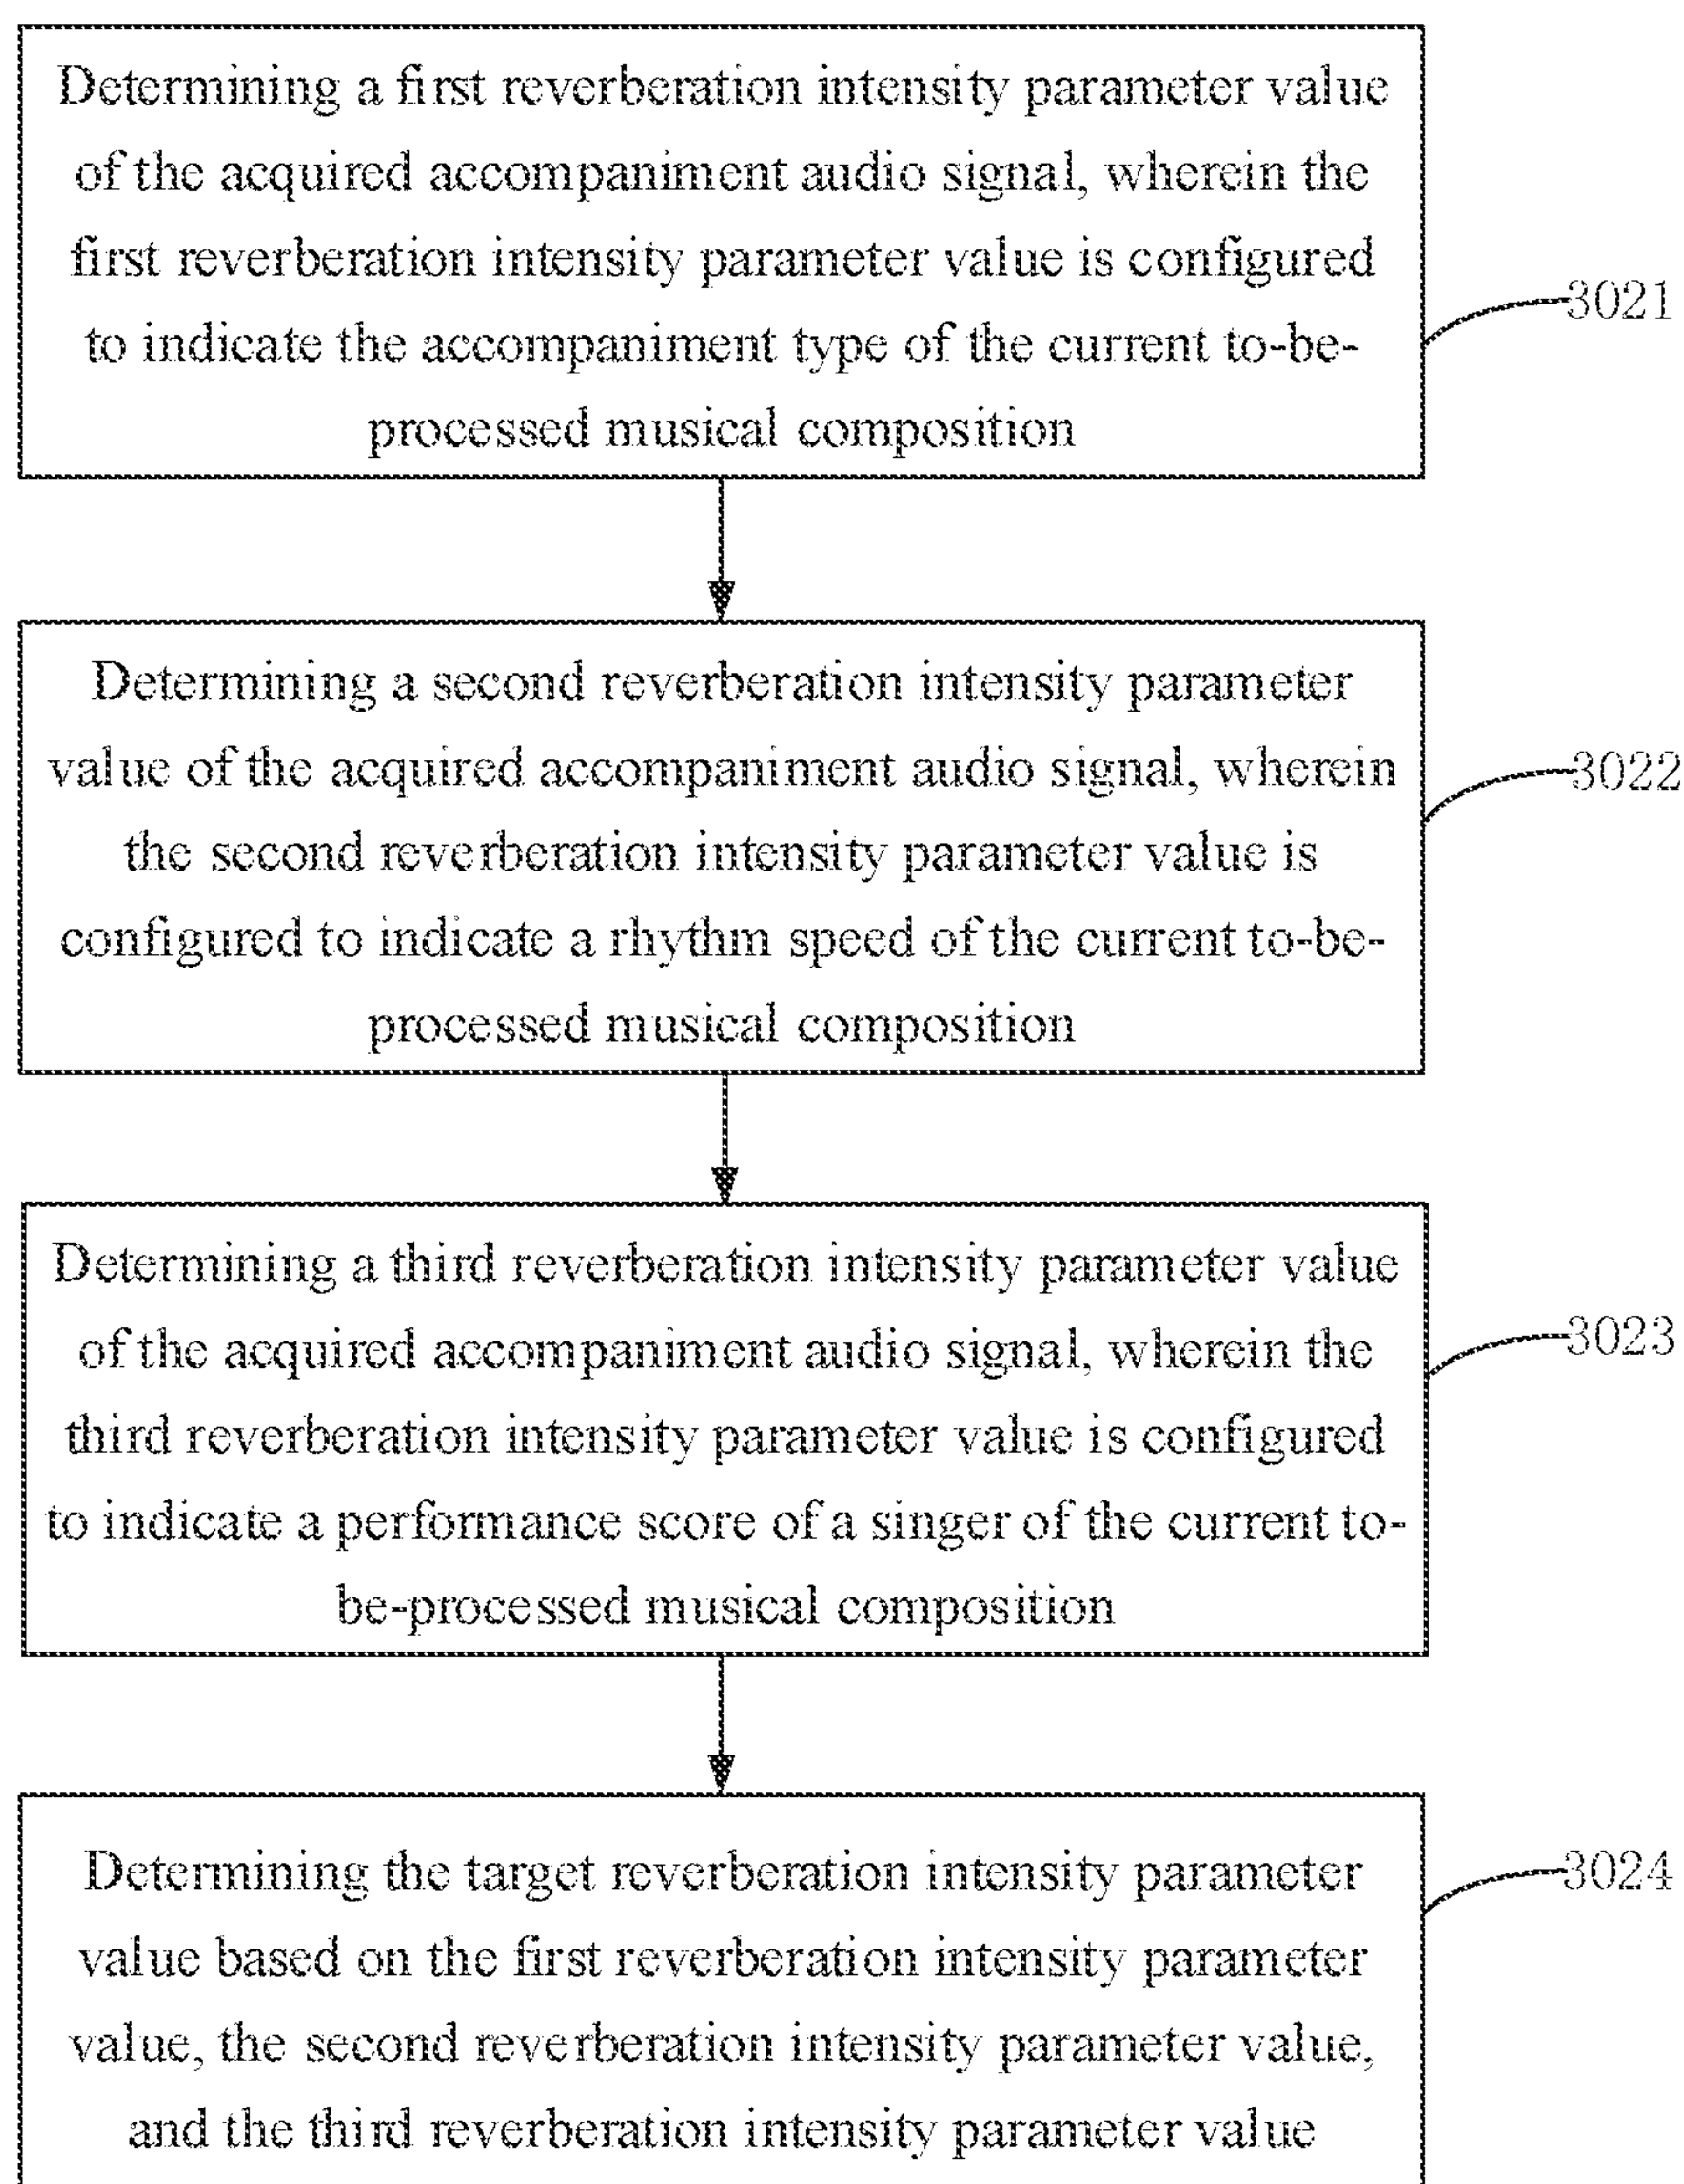 Determining a first reverberation intensity parameter value
of the acquired accompaniment audio signal, wherein the
first reverberation intensity parameter value is configured
to indicate the accompaniment type of the current to-be-
processed musical composition
3021
Determining a second reverberation intensity parameter
value of the acquired accompaniment audio signal, wherein
the second reverberation intensity parameter value is
configured to indicate a rhythm speed of the current to-be-
processed musical composition
3022
Determining a third reverberation intensity parameter value
of the acquired accompaniment audio signal, wherein the
third reverberation intensity parameter value is configured
to indicate a performance score of a singer of the current to-
be-processed musical composition
3023
Determining the target reverberation intensity parameter
value based on the first reverberation intensity parameter
value, the second reverberation intensity parameter value,
and the third reverberation intensity parameter value
3024